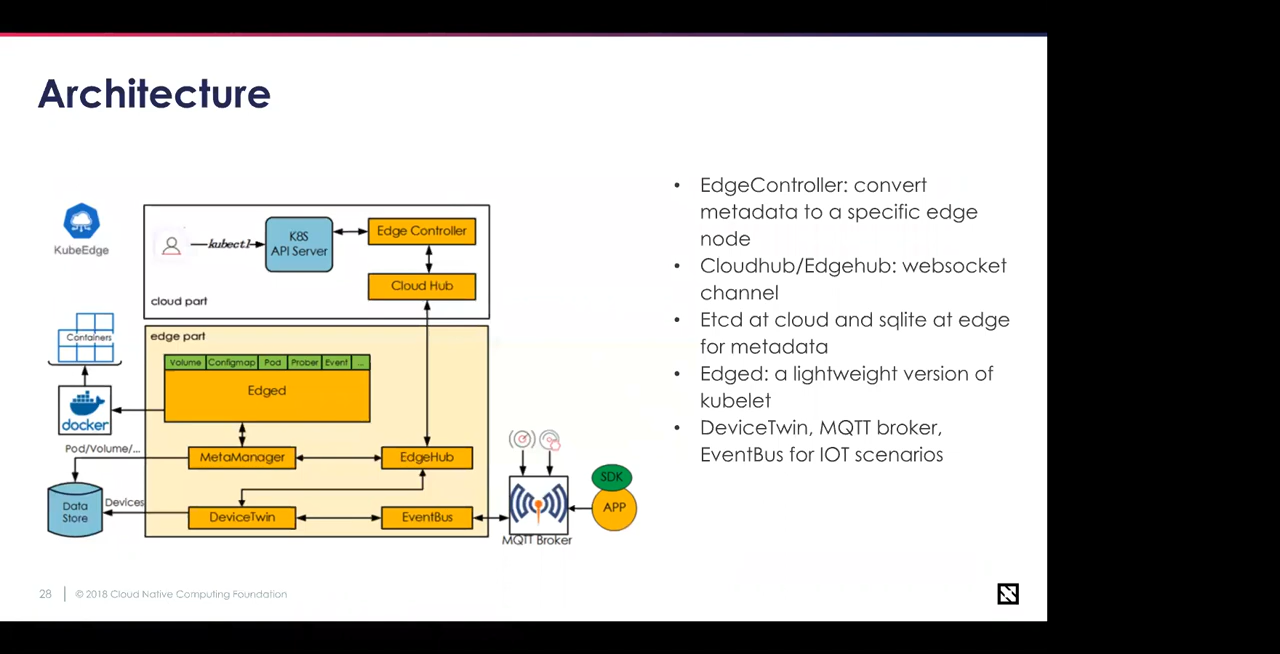 Architecture
KubeEdge
kubectl
K8S
API Server
Edge Controller
Cloud Hub
cloud part
edge part
Volume Configmap Pod Prober Event ...
Edged
Containers
docker
Pod/Volume/...
MetaManager
EdgeHub
Data
Store
Devices
DeviceTwin
EventBus
MQTT Broker
SDK
APP
• EdgeController: convert
metadata to a specific edge
node
• Cloudhub/Edgehub: websocket
channel
• Etcd at cloud and sqlite at edge
for metadata
• Edged: a lightweight version of
kubelet
• DeviceTwin, MQTT broker,
EventBus for IOT scenarios
28 © 2018 Cloud Native Computing Foundation